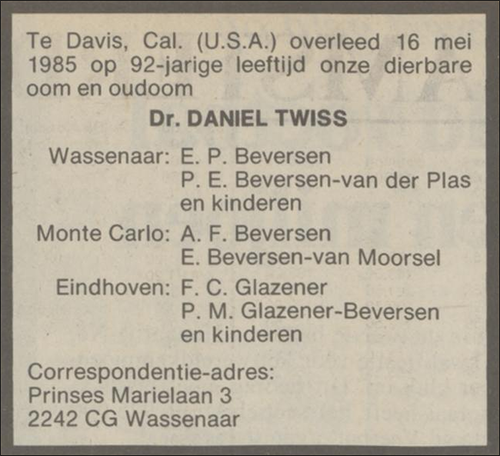 Te Davis, Cal. (U.S.A.) overleed 16 mei
1985 op 92-jarige leeftijd onze dierbare
oom en oudoom
Dr. DANIEL TWISS
Wassenaar: E. P. Beversen
P. E. Beversen-van der Plas
en kinderen
Monte Carlo: A. F. Beversen
E. Beversen-van Moorsel
Eindhoven: F. C. Glazener
P. M. Glazener-Beversen
en kinderen
Correspondentie-adres:
Prinses Marielaan 3
2242 CG Wassenaar